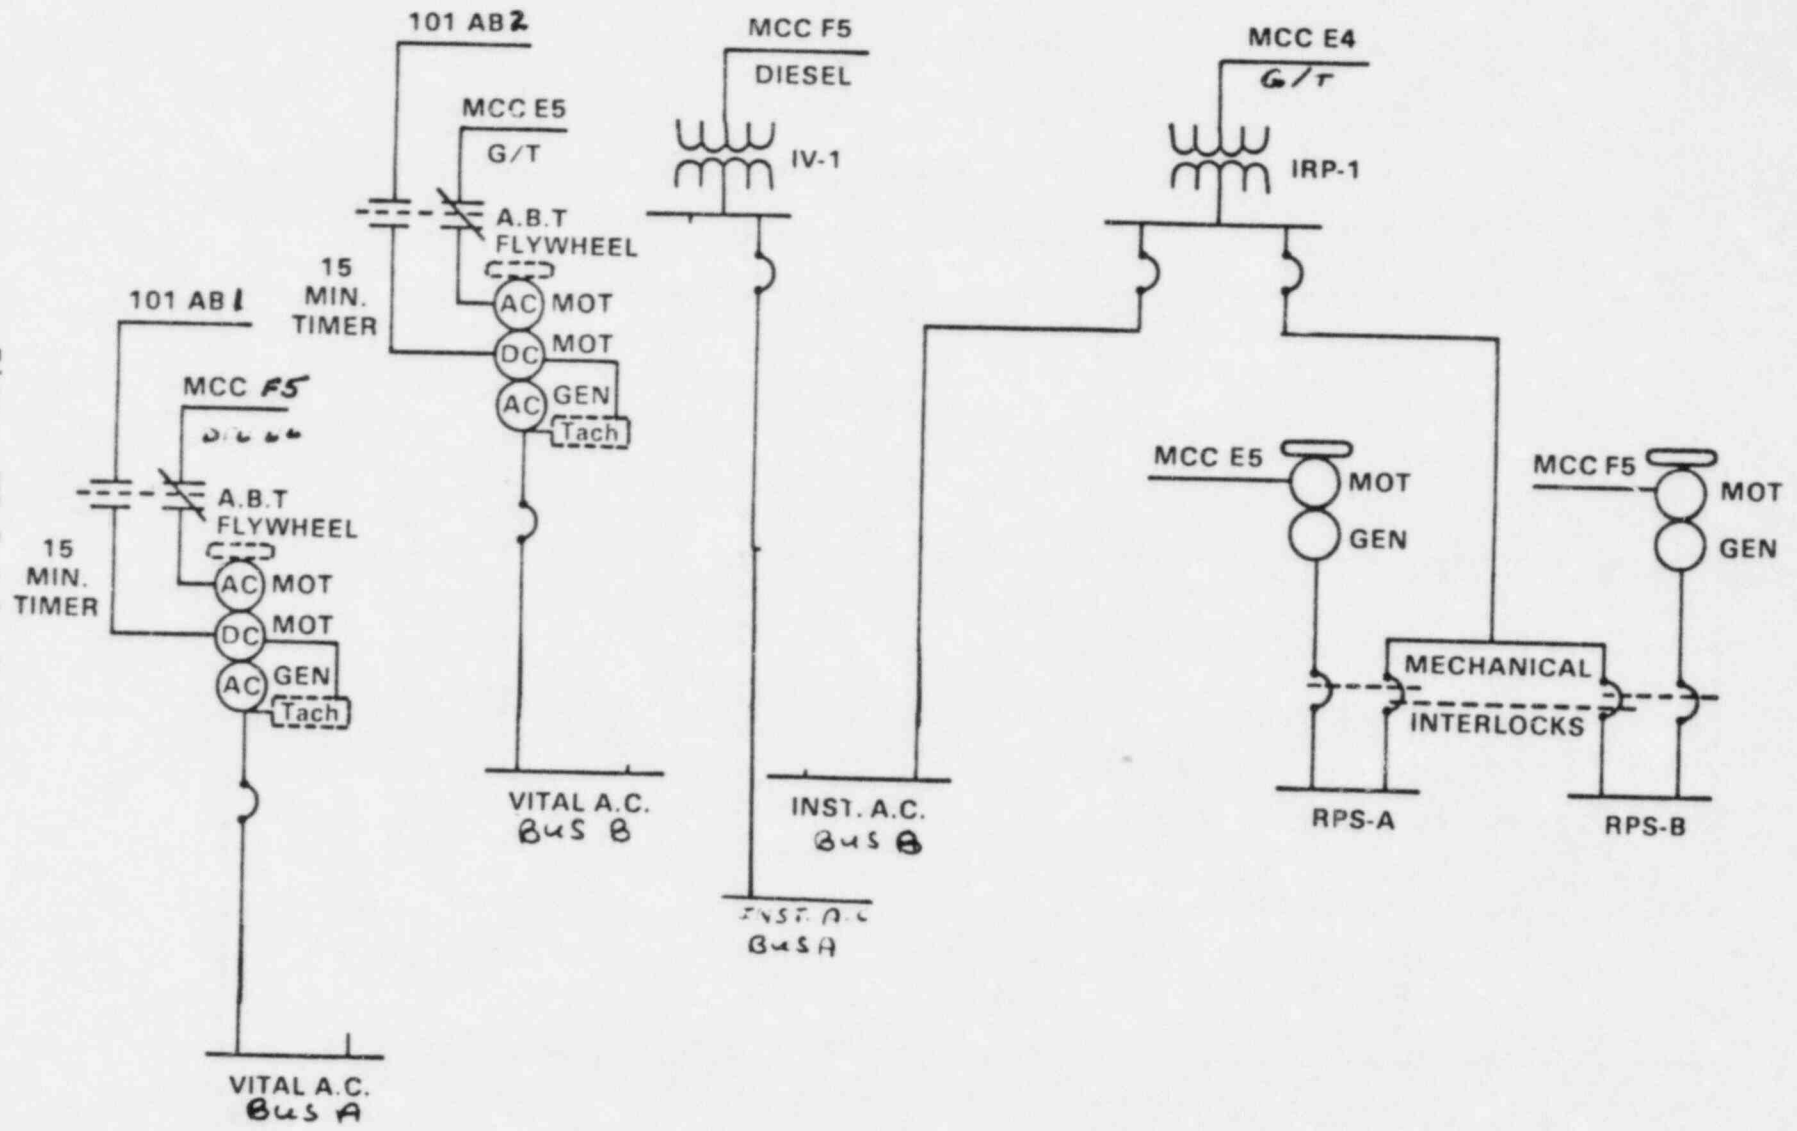 101 AB2
MCC E5
G/T
A.B.T
FLYWHEEL
15
MIN.
TIMER
AC MOT
DC MOT
AC GEN
Tach
VITAL A.C.
BUS B
101 AB1
MCC F5
A.B.T
FLYWHEEL
15
MIN.
TIMER
AC MOT
DC MOT
AC GEN
Tach
VITAL A.C.
BUS A
MCC F5
DIESEL
IV-1
INST. A.C
BUS A
MCC E4
G/T
IRP-1
INST. A.C.
BUS B
MCC E5
MOT
GEN
MCC F5
MOT
GEN
MECHANICAL
INTERLOCKS
RPS-A
RPS-B